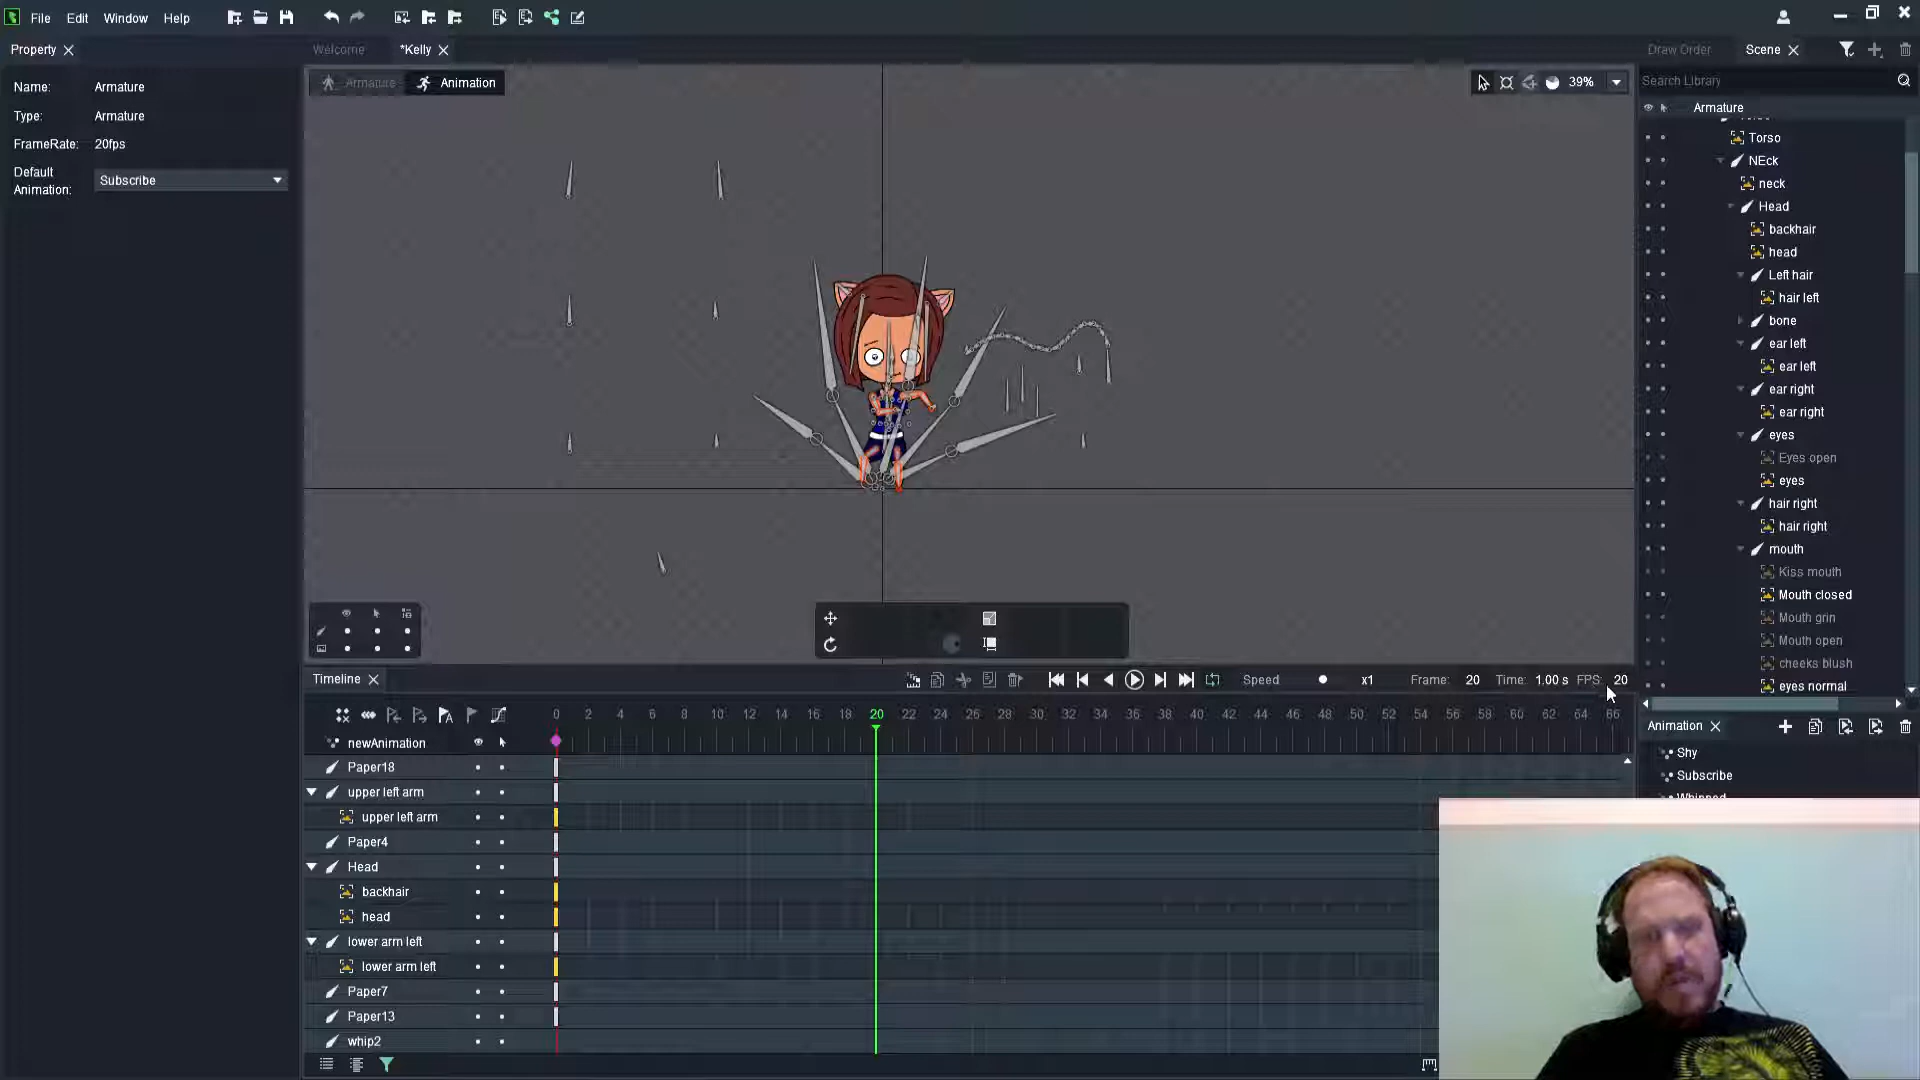 File Edit Window Help
Property
Welcome *Kelly
Draw Order Scene
Name: Armature
Type: Armature
FrameRate: 20fps
Default Animation: Subscribe
Armature Animation
39%
Search Library
Armature
Torso
NEck
neck
Head
backhair
head
Left hair
hair left
bone
ear left
ear left
ear right
ear right
eyes
Eyes open
eyes
hair right
hair right
mouth
Kiss mouth
Mouth closed
Mouth grin
Mouth open
cheeks blush
eyes normal
Timeline
Speed x1 Frame: 20 Time: 1.00 s FPS: 20
0 2 4 6 8 10 12 14 16 18 20 22 24 26 28 30 32 34 36 38 40 42 44 46 48 50 52 54 56 58 60 62 64 66
newAnimation
Paper18
upper left arm
upper left arm
Paper4
Head
backhair
head
lower arm left
lower arm left
Paper7
Paper13
whip2
Animation
Shy
Subscribe
Whipped